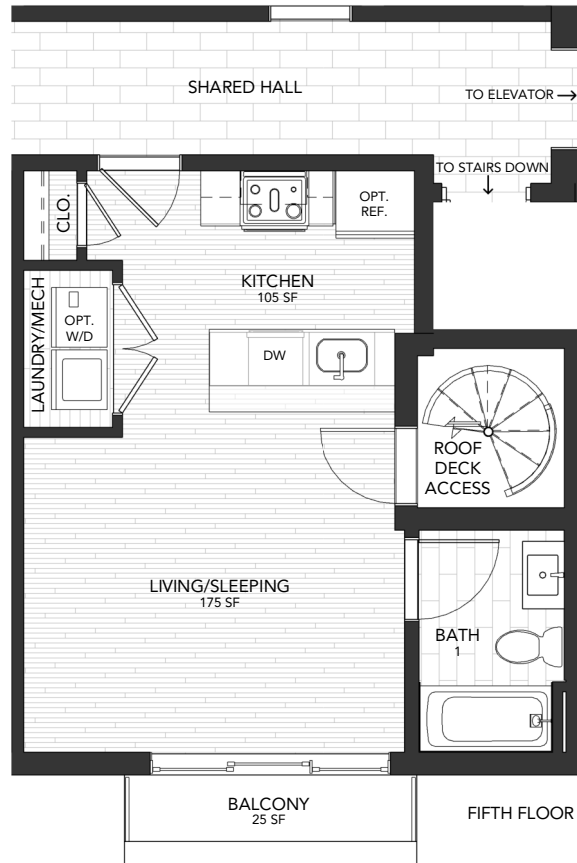 SHARED HALL
TO ELEVATOR →
TO STAIRS DOWN
CLO.
OPT.
REF.
KITCHEN
105 SF
LAUNDRY/MECH
OPT.
W/D
DW
ROOF
DECK
ACCESS
LIVING/SLEEPING
175 SF
BATH
1
BALCONY
25 SF
FIFTH FLOOR